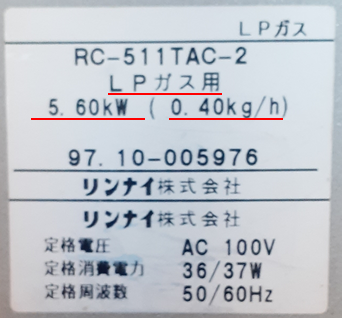 LPガス
RC-511TAC-2
LPガス用
5.60kW (0.40kg/h)
97.10-005976
リンナイ株式会社
リンナイ株式会社
定格電圧 AC 100V
定格消費電力 36/37W
定格周波数 50/60Hz